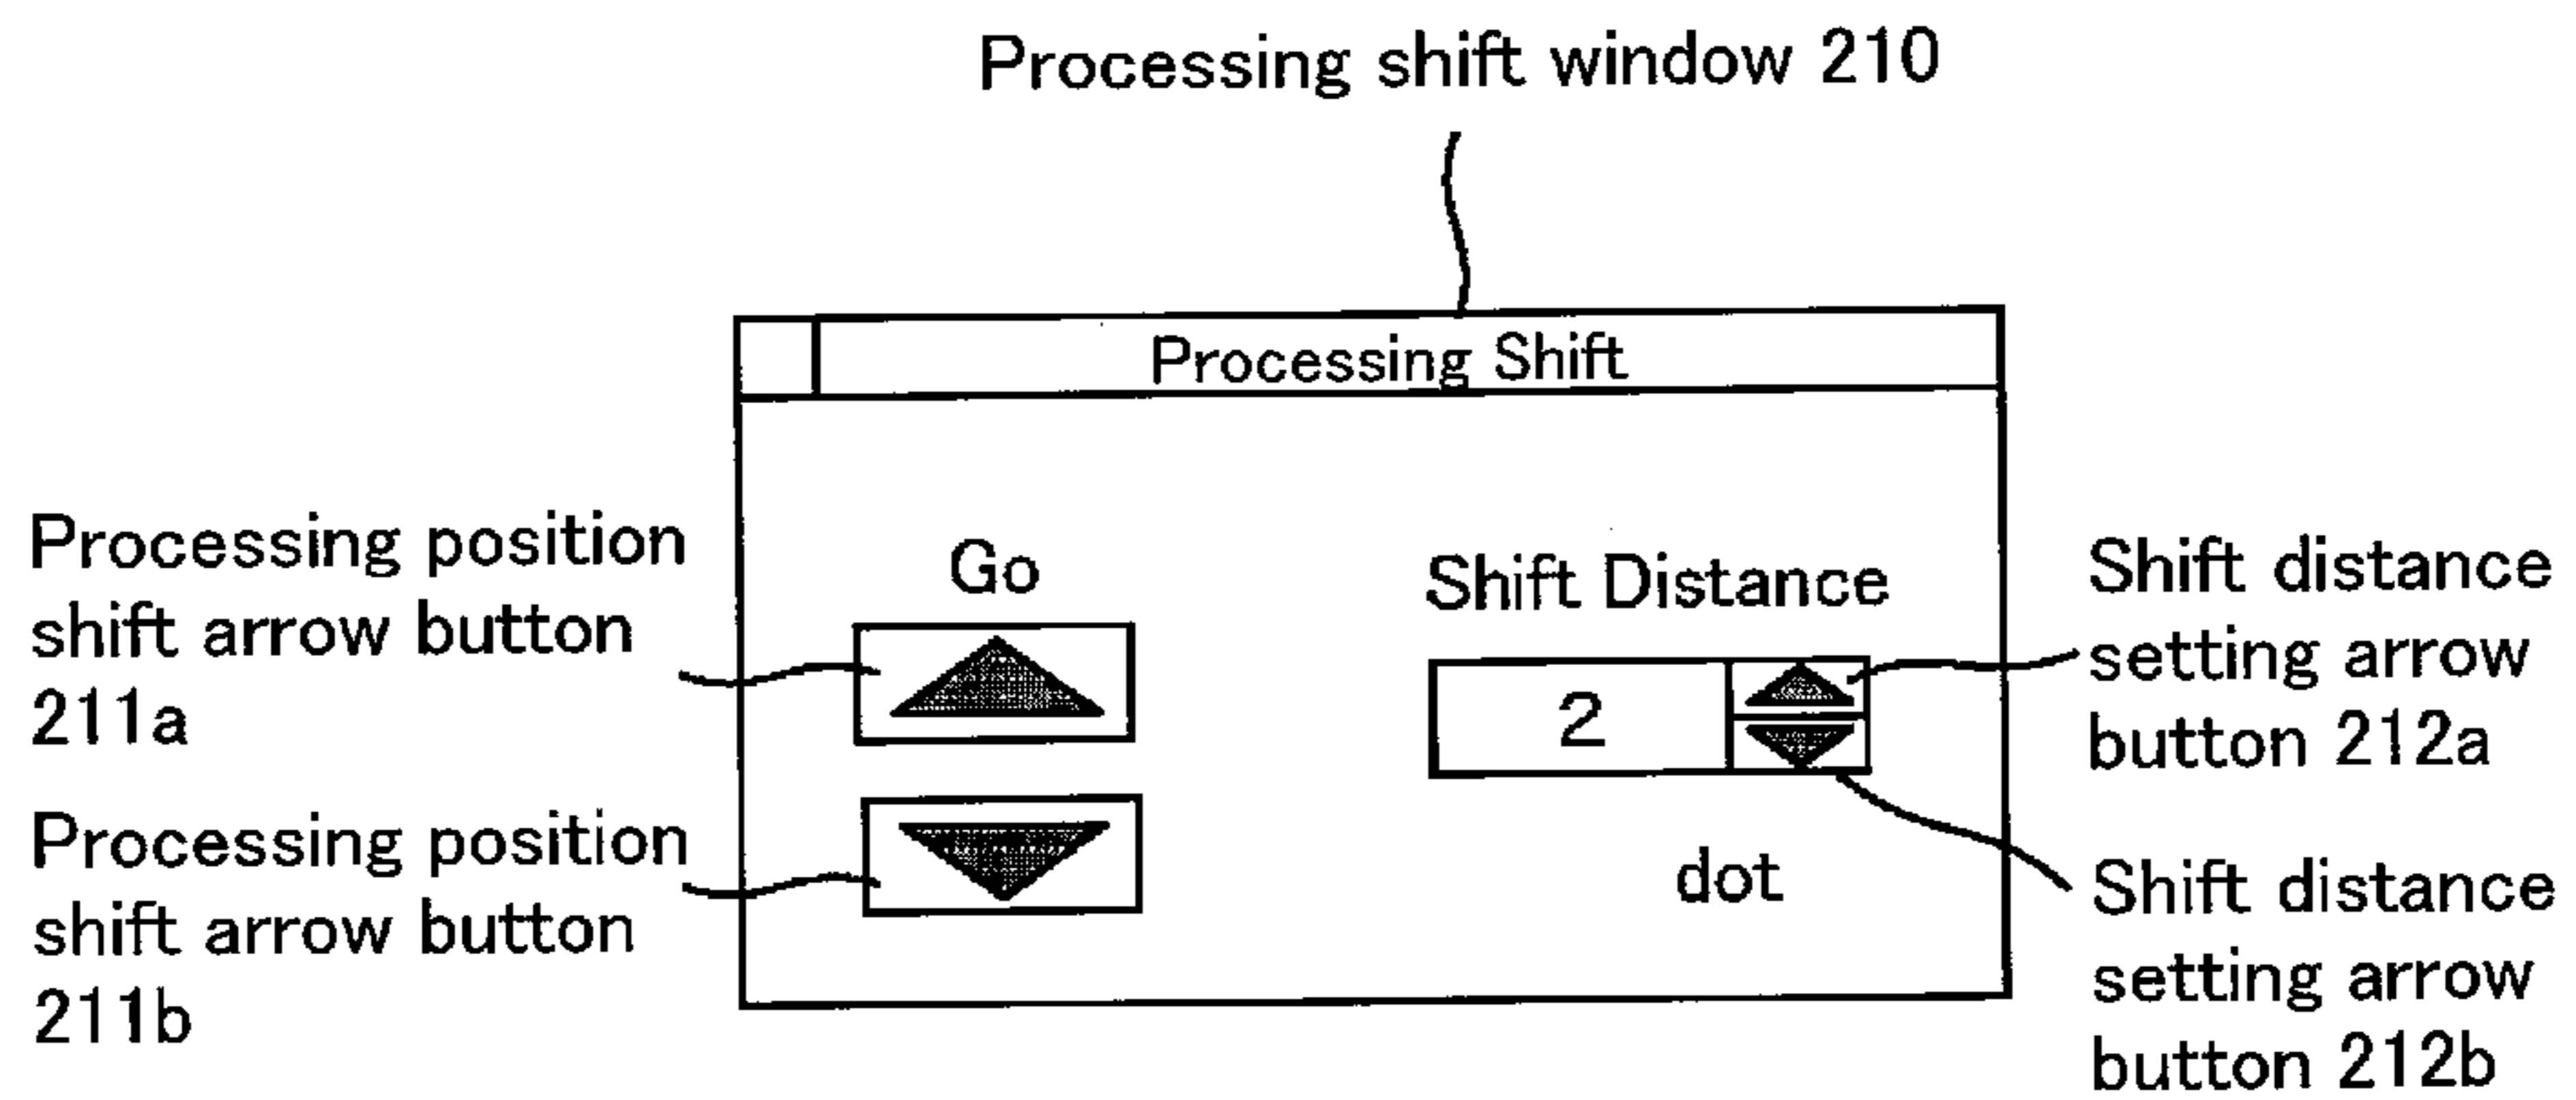 Processing shift window 210
Processing Shift
Processing position
shift arrow button
211a
Go
Shift Distance
2
Shift distance
setting arrow
button 212a
Processing position
shift arrow button
211b
dot
Shift distance
setting arrow
button 212b